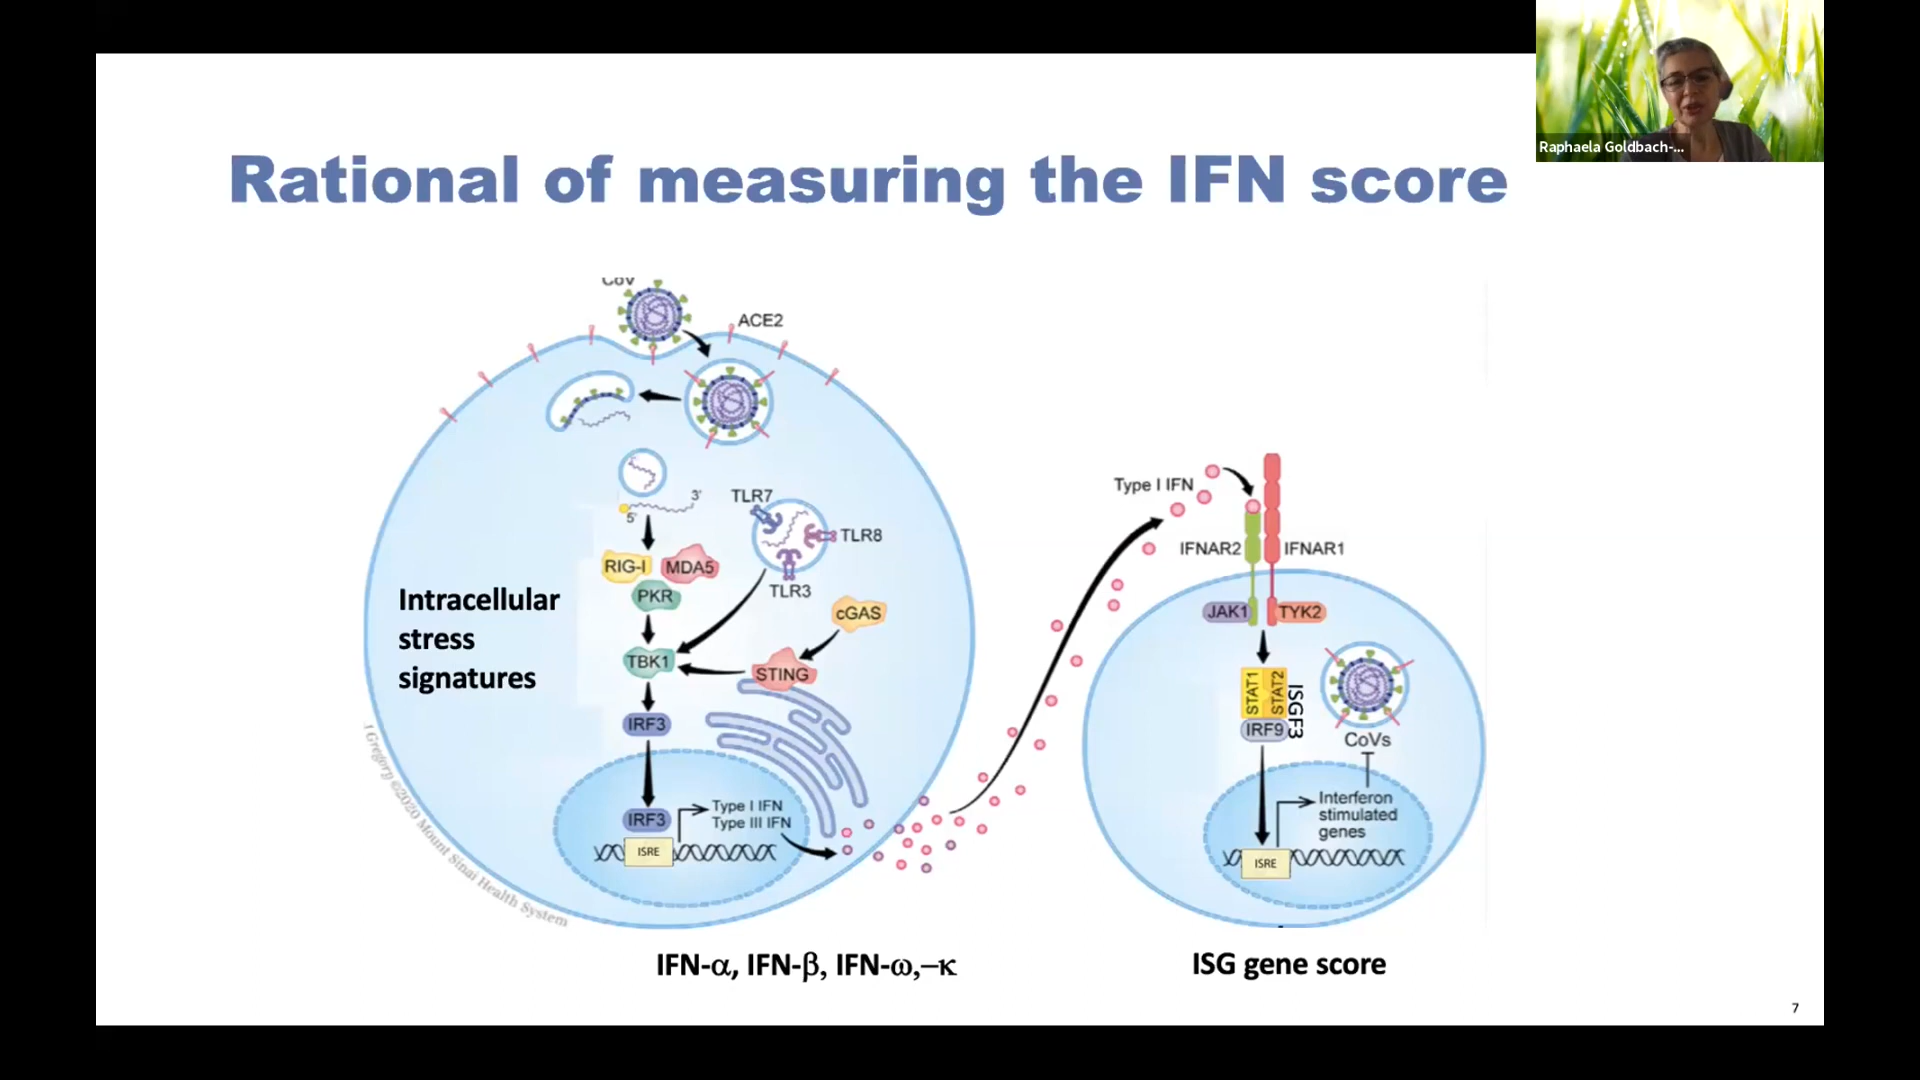 Raphaela Goldbach-...
Rational of measuring the IFN score
CoV
ACE2
3'
5'
TLR7
TLR8
TLR3
RIG-I
MDA5
PKR
cGAS
TBK1
STING
IRF3
IRF3
Type I IFN
Type III IFN
ISRE
Intracellular
stress
signatures
J Gregory ©2020 Mount Sinai Health System
Type I IFN
IFNAR2
IFNAR1
JAK1
TYK2
STAT1
STAT2
ISGF3
IRF9
CoVs
Interferon
stimulated
genes
ISRE
IFN-α, IFN-β, IFN-ω,–κ
ISG gene score
7